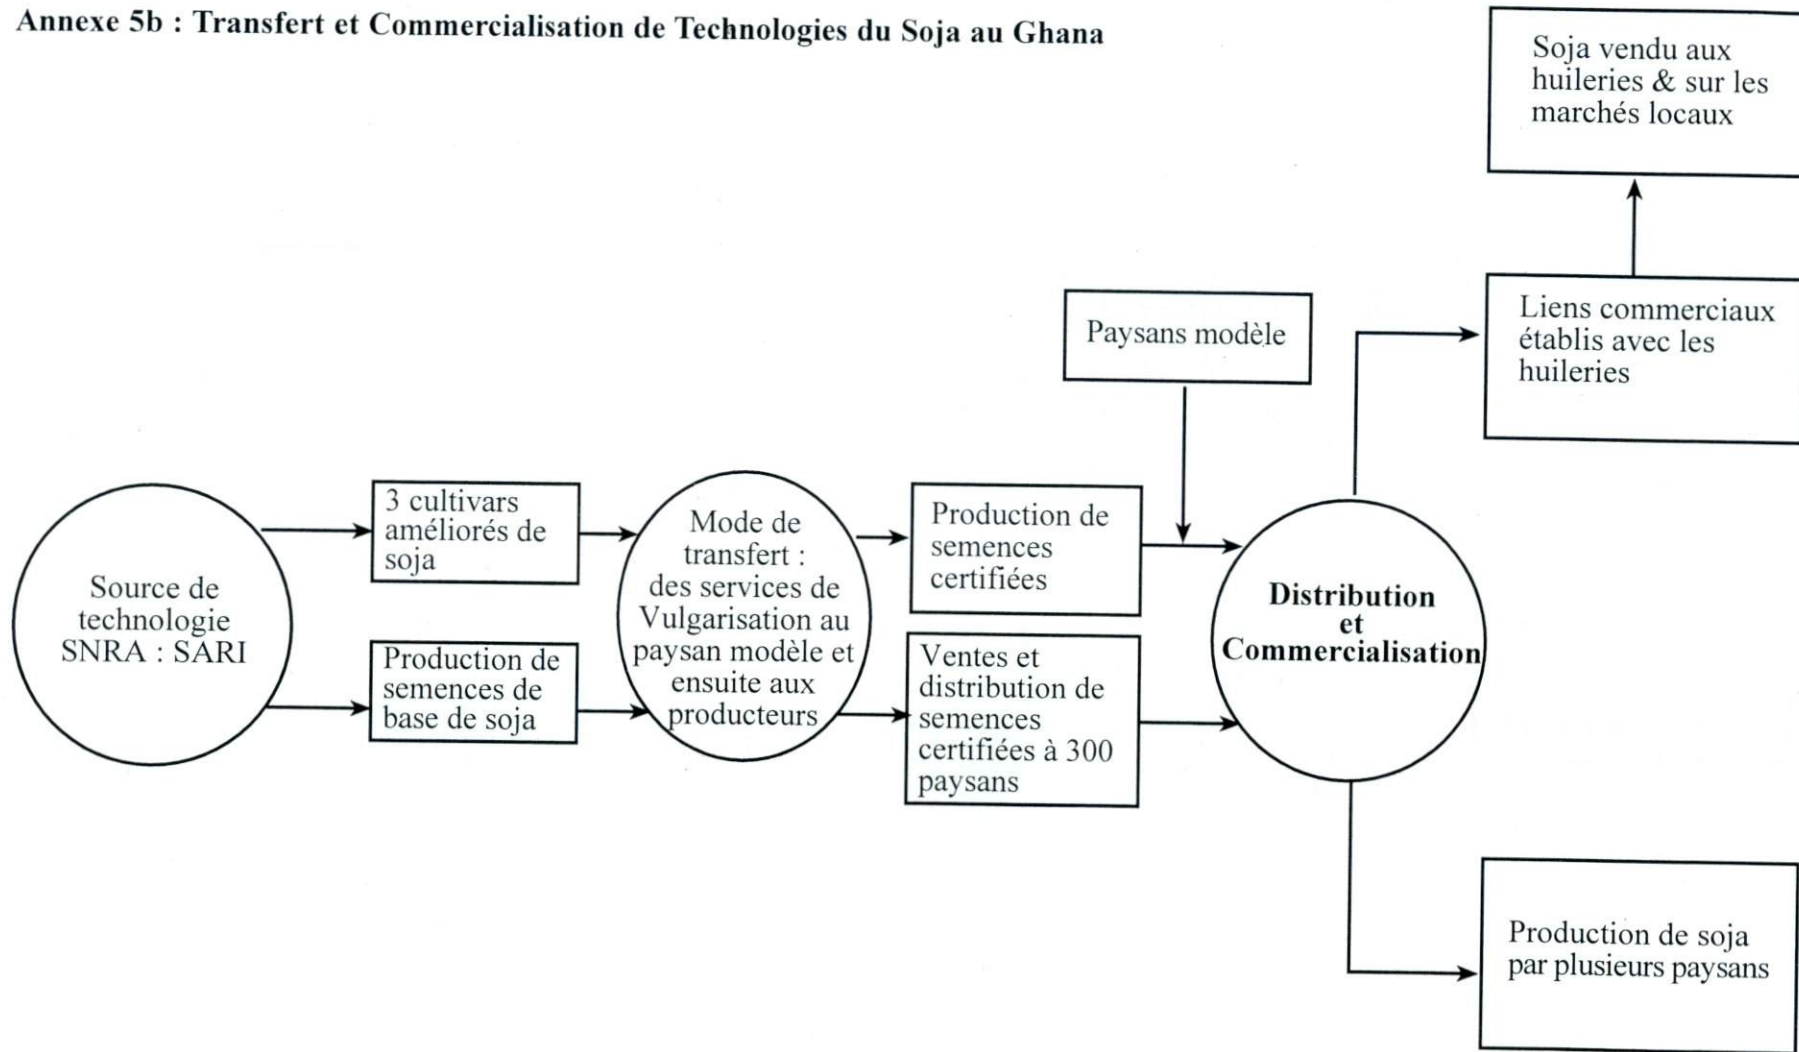 Annexe 5b : Transfert et Commercialisation de Technologies du Soja au Ghana
Soja vendu aux
huileries & sur les
marchés locaux
Paysans modèle
Liens commerciaux
établis avec les
huileries
Source de
technologie
SNRA : SARI
3 cultivars
améliorés de
soja
Production de
semences de
base de soja
Mode de
transfert :
des services de
Vulgarisation au
paysan modèle et
ensuite aux
producteurs
Production de
semences
certifiées
Ventes et
distribution de
semences
certifiées à 300
paysans
Distribution
et
Commercialisation
Production de soja
par plusieurs paysans